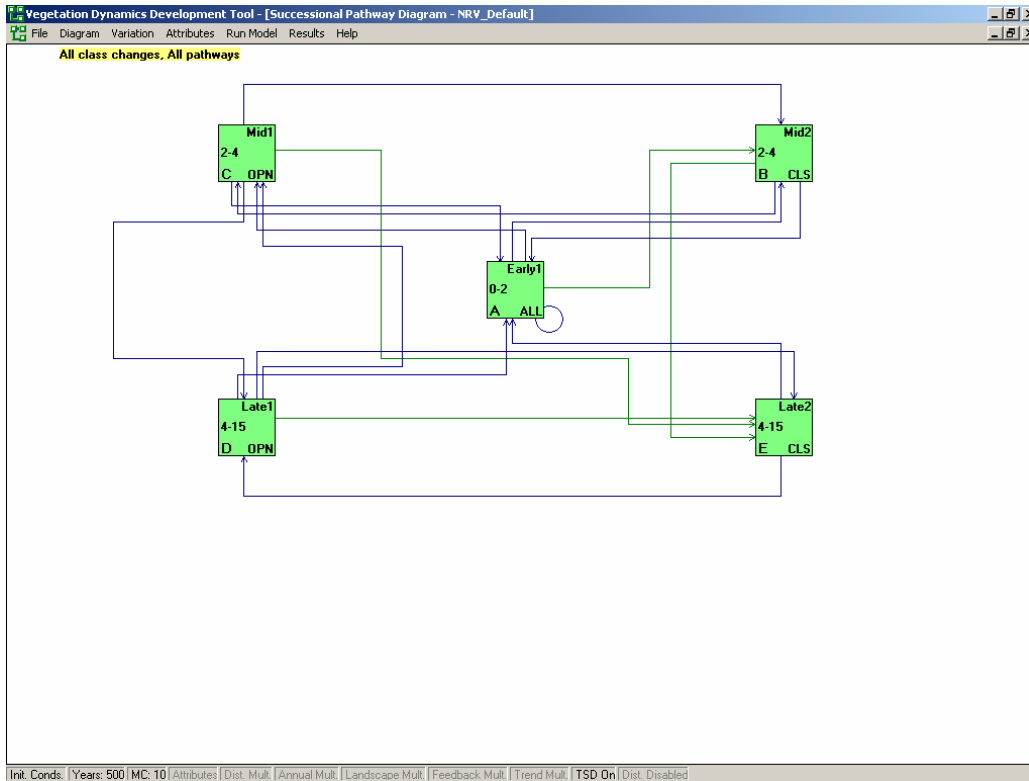 Vegetation Dynamics Development Tool - [Successional Pathway Diagram - NRV_Default]
File Diagram Variation Attributes Run Model Results Help
All class changes, All pathways
Mid1
2-4
C OPN
Mid2
2-4
B CLS
Early1
0-2
A ALL
Late1
4-15
D OPN
Late2
4-15
E CLS
Init. Conds. Years: 500 MC: 10 Attributes Dist. Mult. Annual Mult. Landscape Mult. Feedback Mult. Trend Mult. TSD On Dist. Disabled